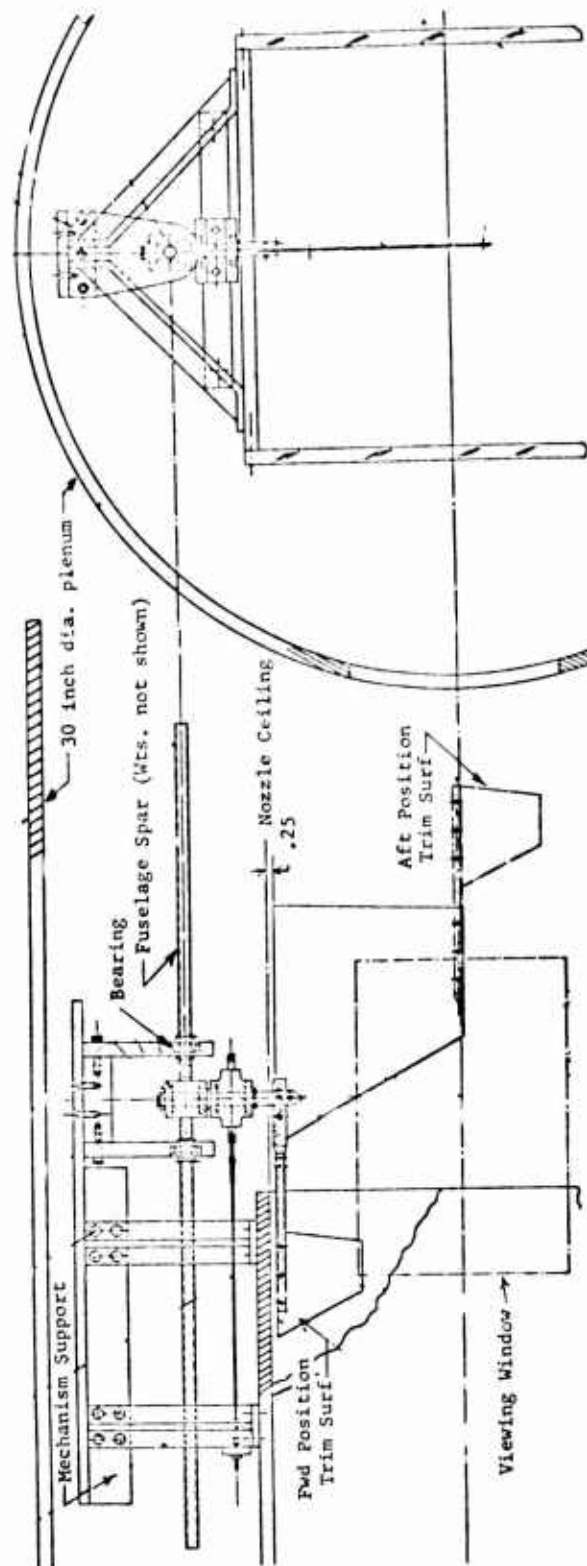 30 inch dia. plenum
Mechanism Support
Bearing
Fuselage Spar (Wts. not shown)
Nozzle Ceiling
.25
Fwd Position
Trim Surf
Aft Position
Trim Surf
Viewing Window